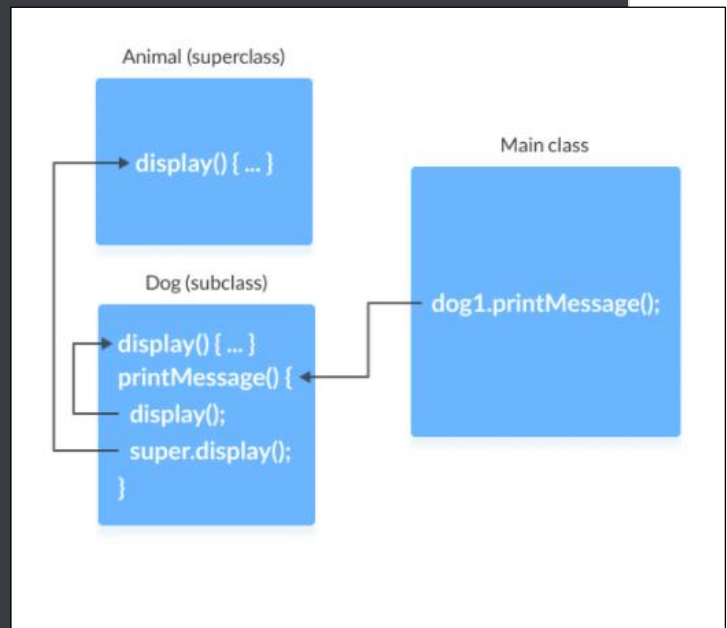 Animal (superclass)
display() { ... }
Main class
Dog (subclass)
display() { ... }
printMessage() {
display();
super.display();
}
dog1.printMessage();